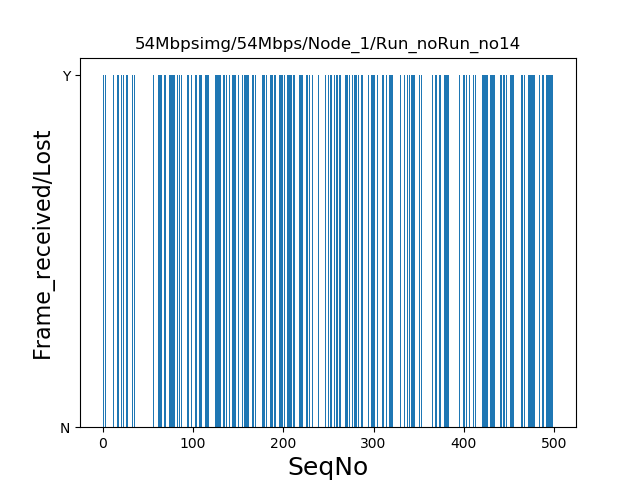 54Mbpsimg/54Mbps/Node_1/Run_noRun_no14
Y
Frame_received/Lost
N
0 100 200 300 400 500
SeqNo